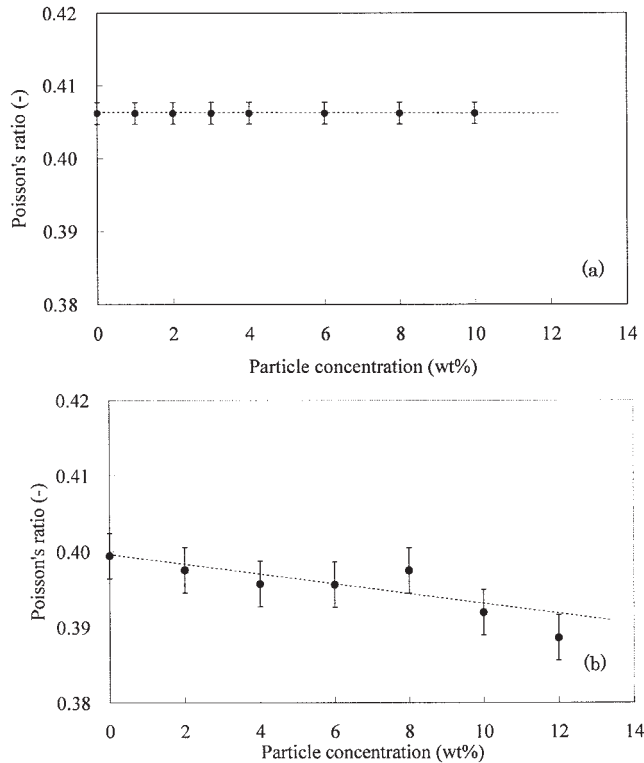 0.42
0.41
0.40
0.39
0.38
Poisson's ratio (-)
(a)
0 2 4 6 8 10 12 14
Particle concentration (wt%)
0.42
0.41
0.40
0.39
0.38
Poisson's ratio (-)
(b)
0 2 4 6 8 10 12 14
Particle concentration (wt%)